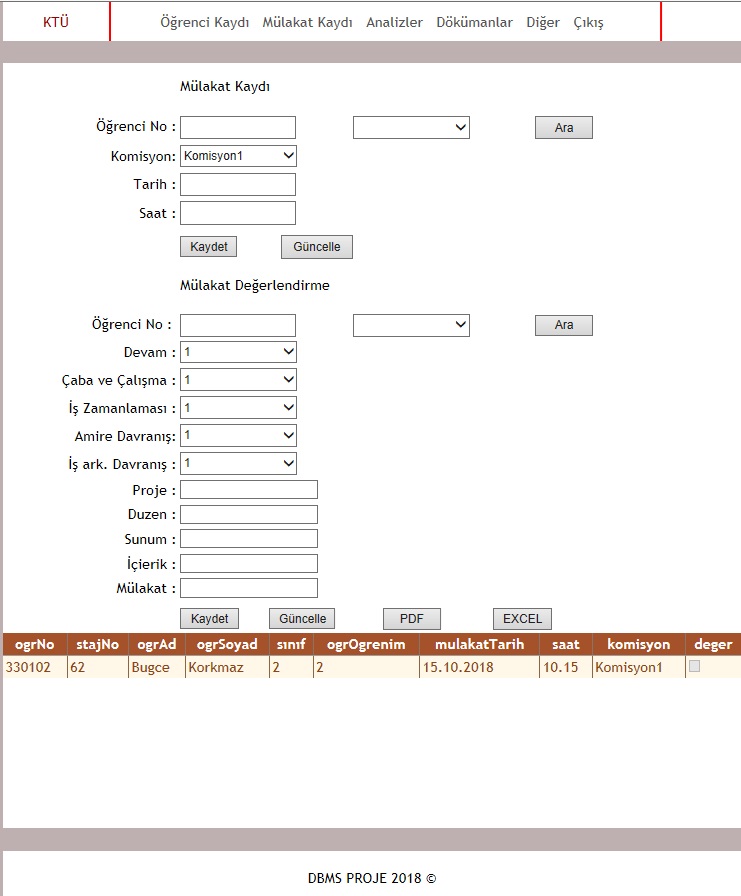 KTÜ Öğrenci Kaydı Mülakat Kaydı Analizler Dökümanlar Diğer Çıkış
Mülakat Kaydı
Öğrenci No : Ara
Komisyon: Komisyon1
Tarih :
Saat :
Kaydet Güncelle
Mülakat Değerlendirme
Öğrenci No : Ara
Devam : 1
Çaba ve Çalışma : 1
İş Zamanlaması : 1
Amire Davranış: 1
İş ark. Davranış : 1
Proje :
Duzen :
Sunum :
İçierik :
Mülakat :
Kaydet Güncelle PDF EXCEL
ogrNo stajNo ogrAd ogrSoyad sınıf ogrOgrenim mulakatTarih saat komisyon deger
330102 62 Bugce Korkmaz 2 2 15.10.2018 10.15 Komisyon1
DBMS PROJE 2018 ©